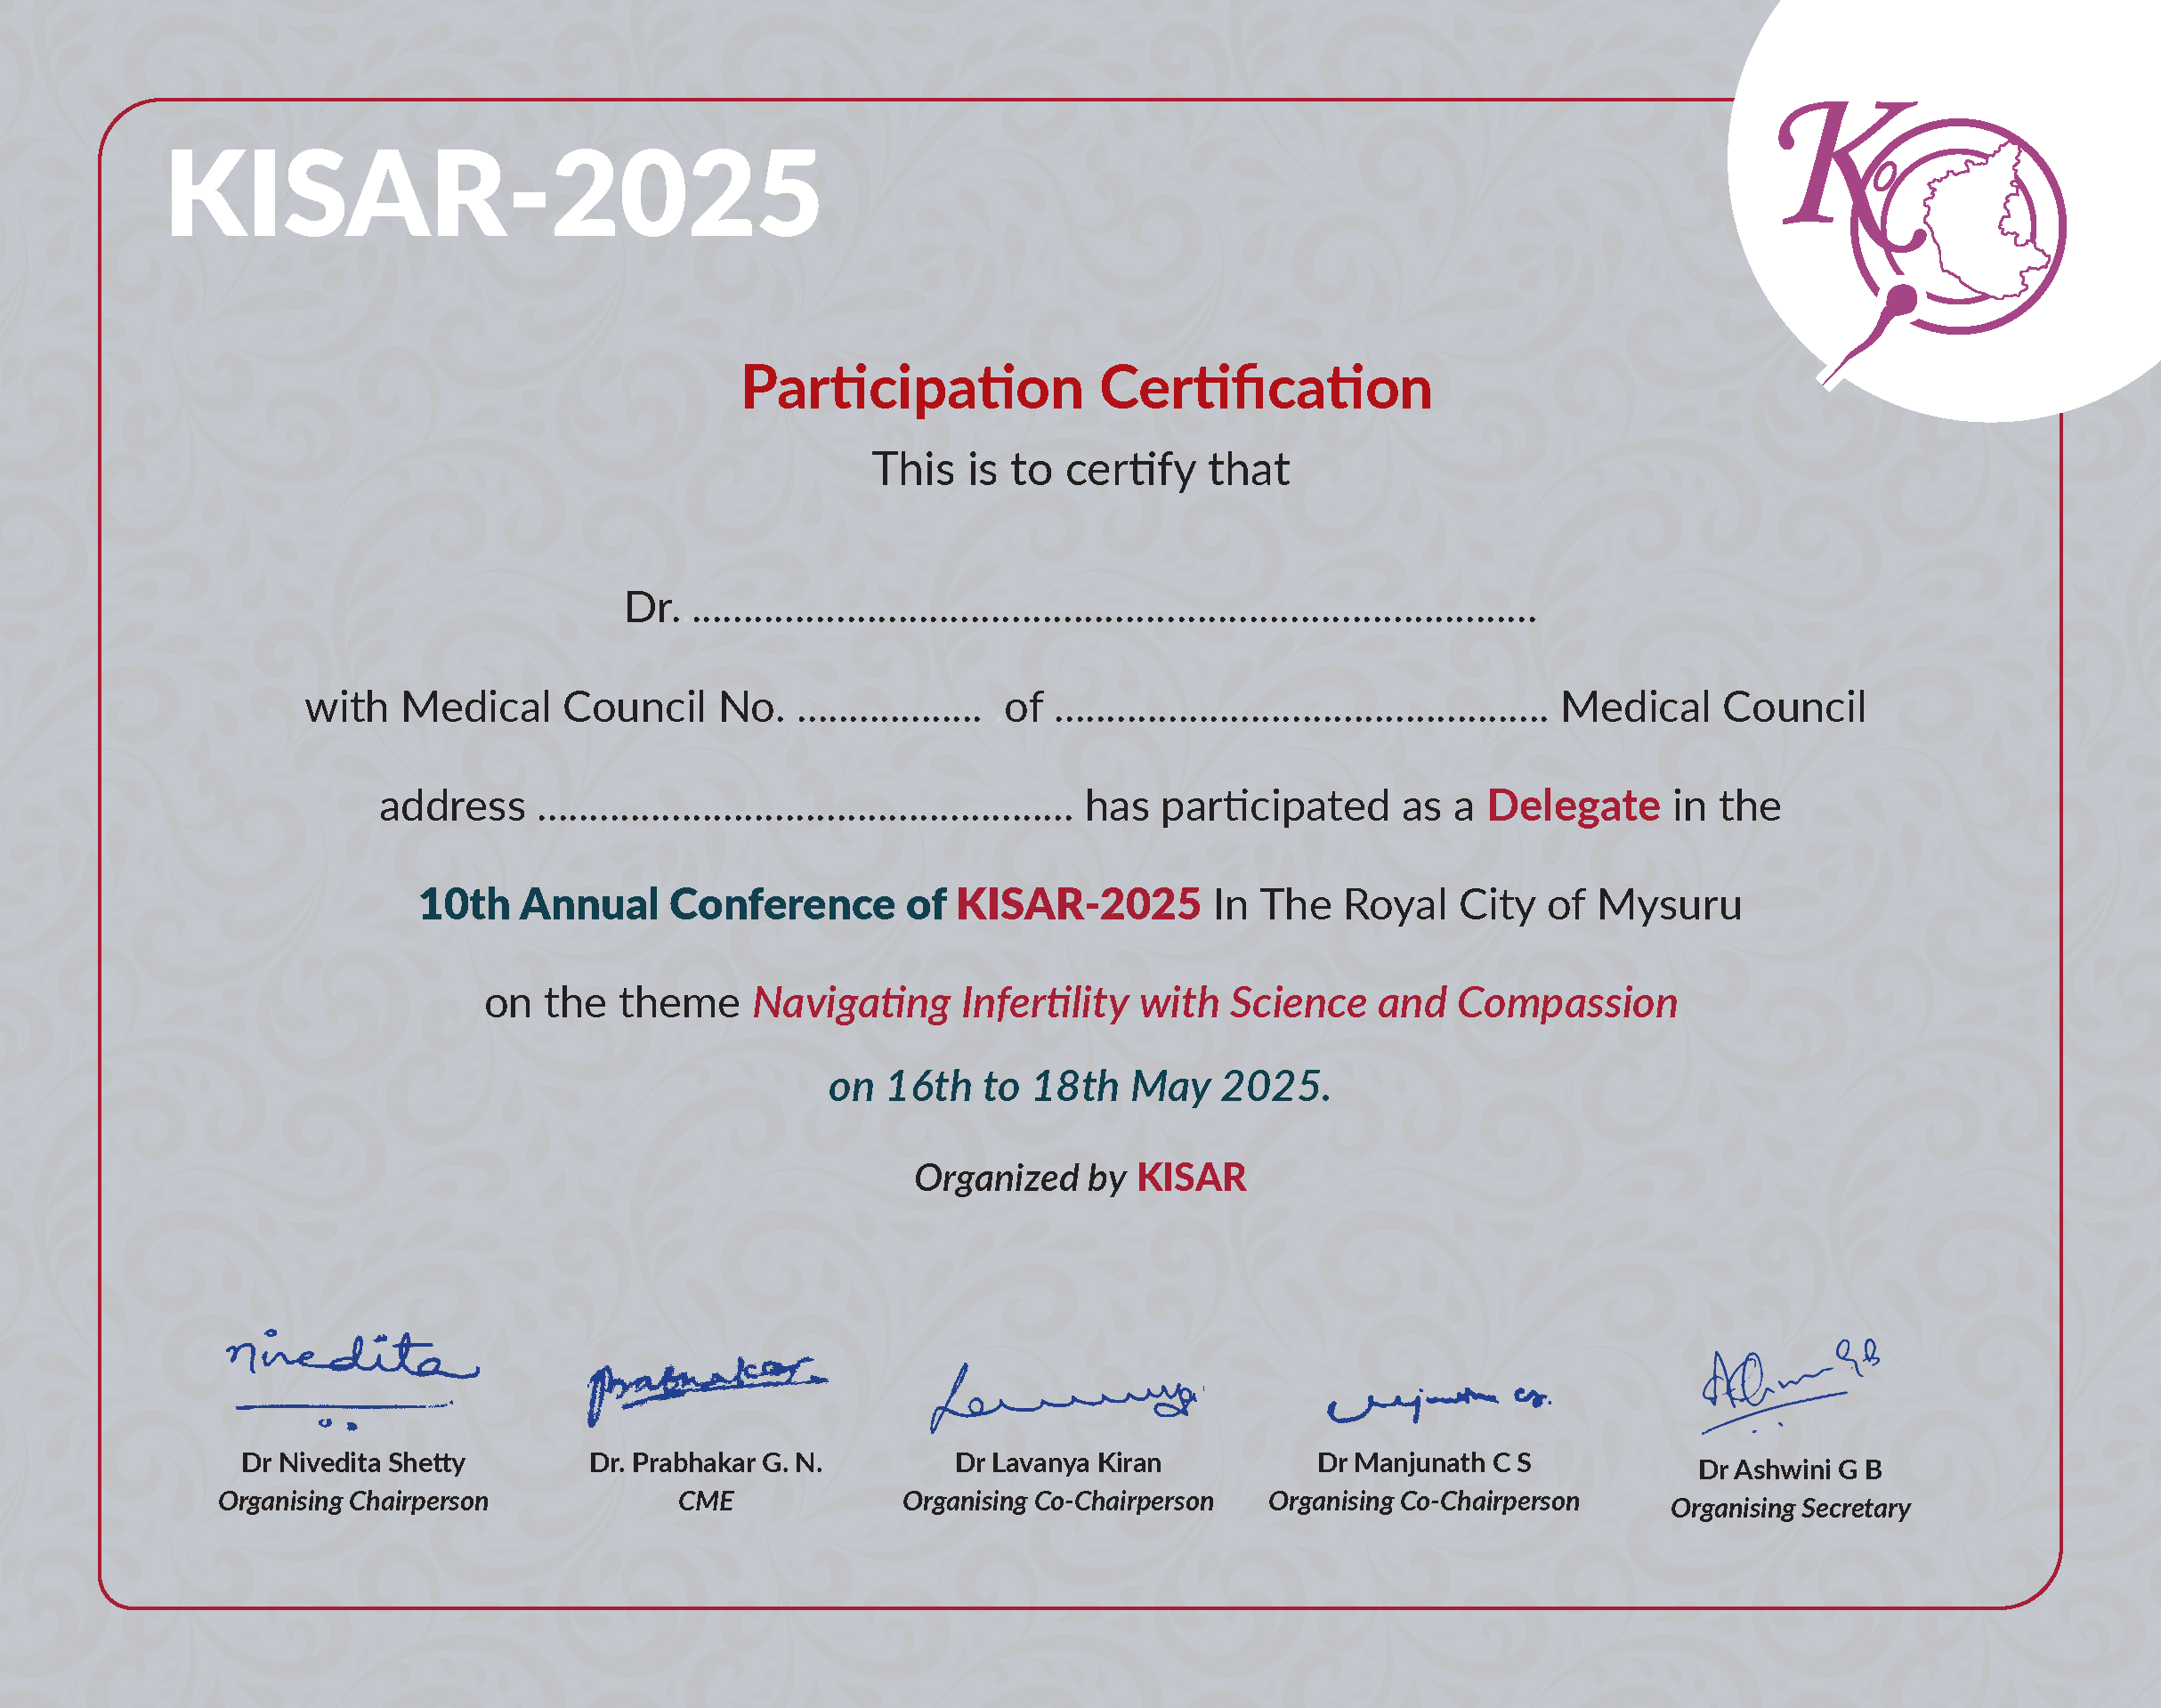 KISAR-2025
K
Participation Certification
This is to certify that
Dr. ..................................................................................
with Medical Council No. .................. of ................................................ Medical Council
address .................................................... has participated as a Delegate in the
10th Annual Conference of KISAR-2025 In The Royal City of Mysuru
on the theme Navigating Infertility with Science and Compassion
on 16th to 18th May 2025.
Organized by KISAR
Nivedita
Prabhakar
Dr Nivedita Shetty
Organising Chairperson
Dr. Prabhakar G. N.
CME
Dr Lavanya Kiran
Organising Co-Chairperson
Dr Manjunath C S
Organising Co-Chairperson
Dr Ashwini G B
Organising Secretary